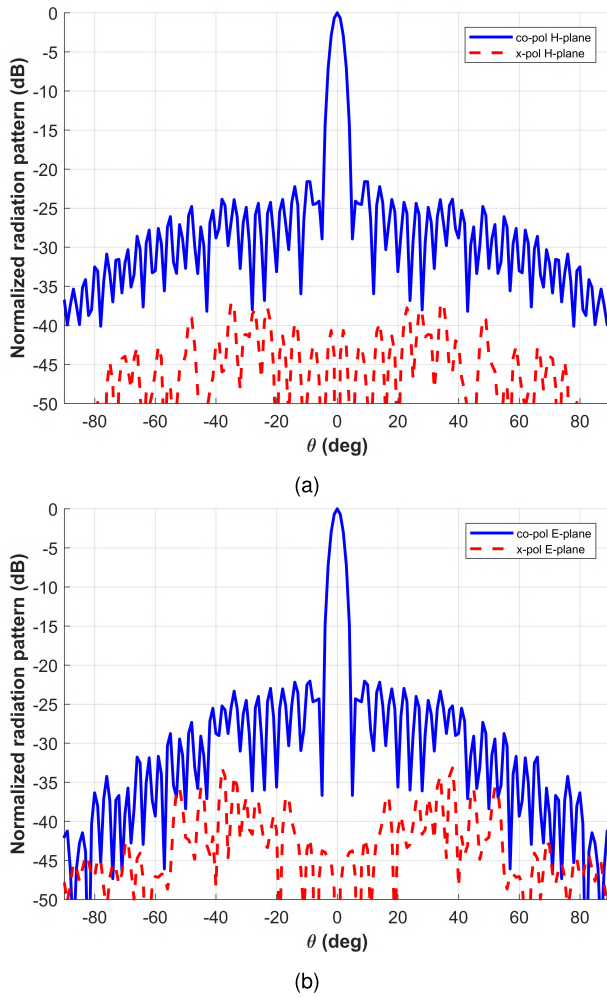 0
-5
-10
-15
-20
-25
-30
-35
-40
-45
-50
Normalized radiation pattern (dB)
co-pol H-plane
x-pol H-plane
-80 -60 -40 -20 0 20 40 60 80
θ (deg)
(a)
0
-5
-10
-15
-20
-25
-30
-35
-40
-45
-50
Normalized radiation pattern (dB)
co-pol E-plane
x-pol E-plane
-80 -60 -40 -20 0 20 40 60 80
θ (deg)
(b)